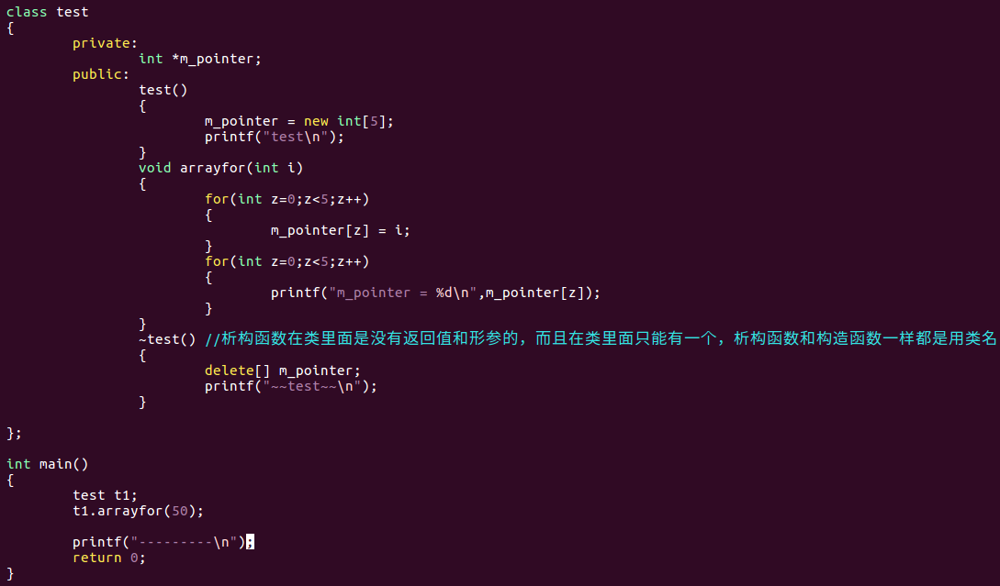 class test
{
        private:
                int *m_pointer;
        public:
                test()
                {
                        m_pointer = new int[5];
                        printf("test\n");
                }
                void arrayfor(int i)
                {
                        for(int z=0;z<5;z++)
                        {
                                m_pointer[z] = i;
                        }
                        for(int z=0;z<5;z++)
                        {
                                printf("m_pointer = %d\n",m_pointer[z]);
                        }
                }
                ~test() //析构函数在类里面是没有返回值和形参的，而且在类里面只能有一个，析构函数和构造函数一样都是用类名
                {
                        delete[] m_pointer;
                        printf("~~test~~\n");
                }

};

int main()
{
        test t1;
        t1.arrayfor(50);

        printf("---------\n");
        return 0;
}